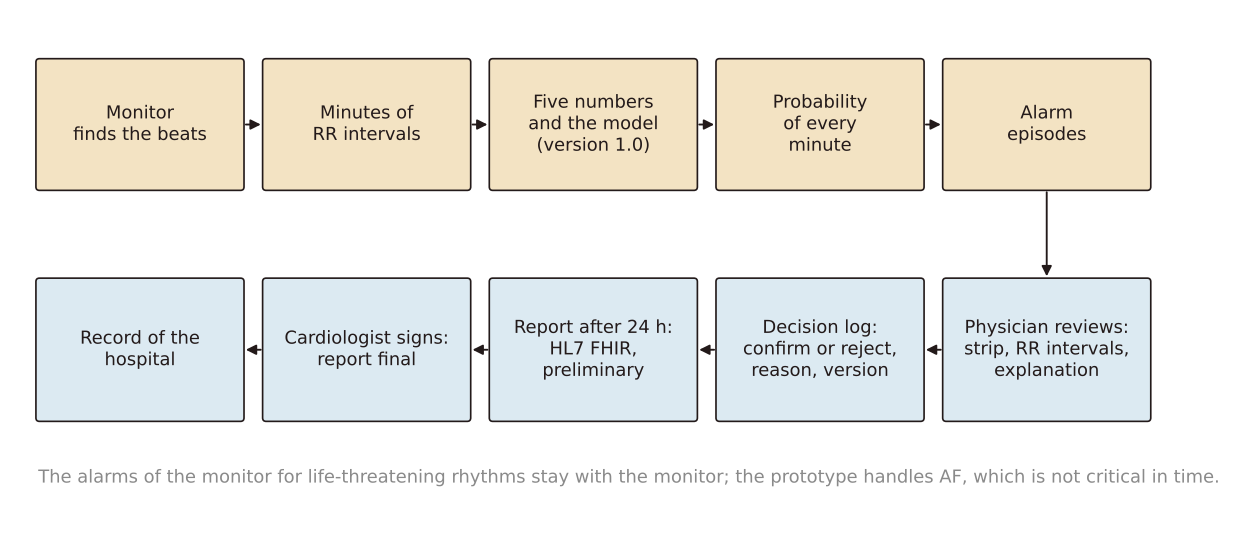 Monitor
finds the beats
Minutes of
RR intervals
Five numbers
and the model
(version 1.0)
Probability
of every
minute
Alarm
episodes
Physician reviews:
strip, RR intervals,
explanation
Decision log:
confirm or reject,
reason, version
Report after 24 h:
HL7 FHIR,
preliminary
Cardiologist signs:
report final
Record of the
hospital
The alarms of the monitor for life-threatening rhythms stay with the monitor; the prototype handles AF, which is not critical in time.